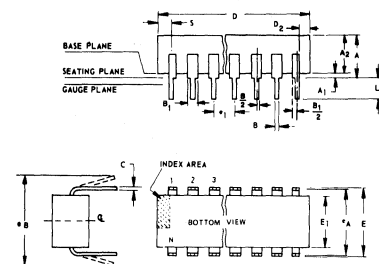 S
D
D2
BASE PLANE
SEATING PLANE
GAUGE PLANE
A2
A
A1
L
B1
e1
B/2
B
B1/2
C
INDEX AREA
1 2 3
eB
BOTTOM VIEW
N
E1
eA
E